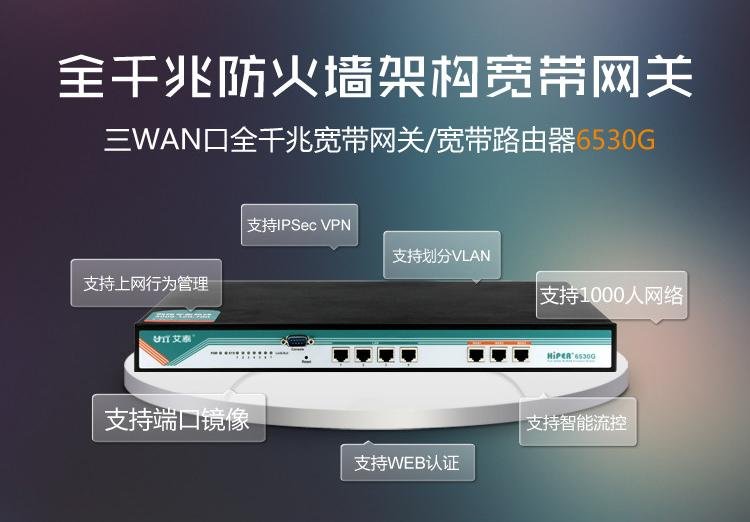 全千兆防火墙架构宽带网关
三WAN口全千兆宽带网关/宽带路由器6530G
支持IPSec VPN
支持划分VLAN
支持上网行为管理
支持1000人网络
UTT 艾泰
Console
Reset
HiPER 6530G
支持端口镜像
支持智能流控
支持WEB认证